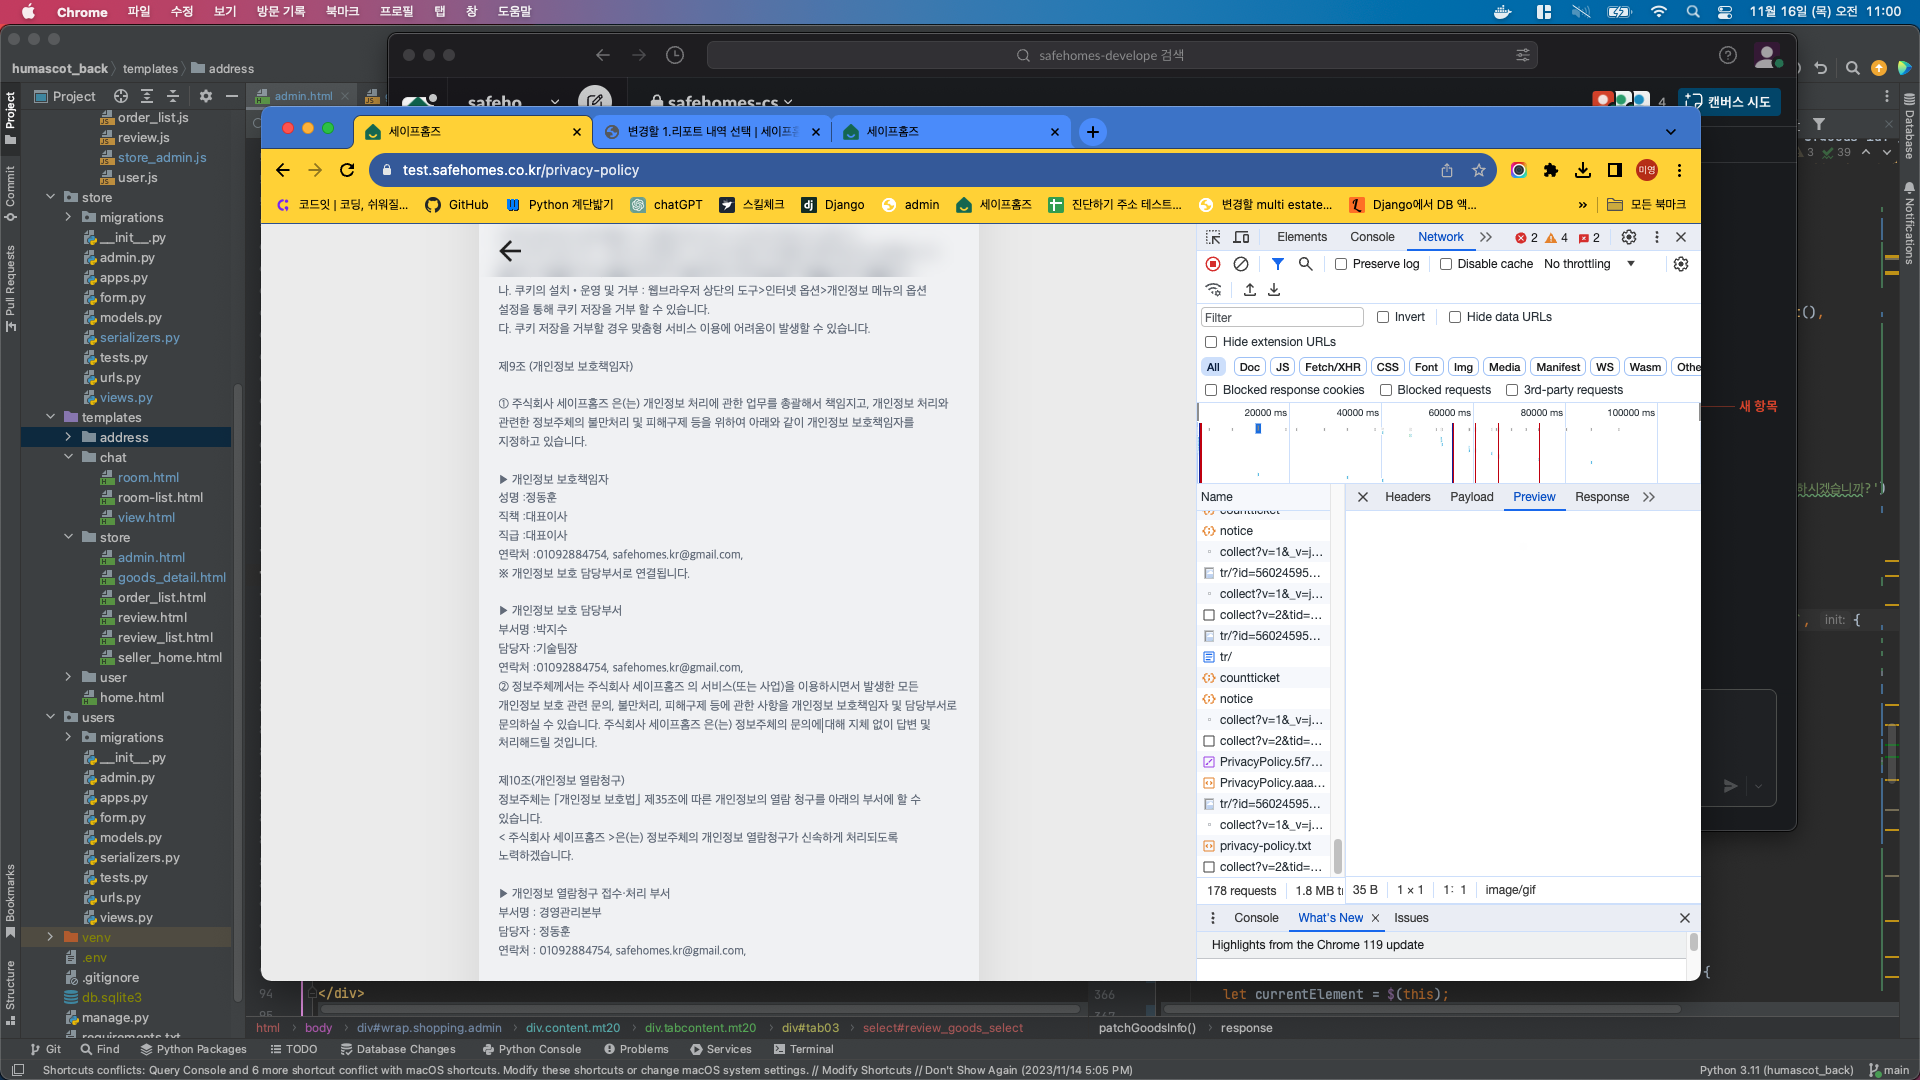 Chrome 파일 수정 보기 방문 기록 북마크 프로필 탭 창 도움말
11월 16일 (목) 오전 11:00
safehomes-develope 검색
humascot_back templates address
Project
admin.html
safeho
safehomes-cs
4
캔버스 시도
order_list.js
review.js
store_admin.js
user.js
store
migrations
__init__.py
admin.py
apps.py
form.py
models.py
serializers.py
tests.py
urls.py
views.py
templates
address
chat
room.html
room-list.html
view.html
store
admin.html
goods_detail.html
order_list.html
review.html
review_list.html
seller_home.html
user
home.html
users
migrations
__init__.py
admin.py
apps.py
form.py
models.py
serializers.py
tests.py
urls.py
views.py
venv
.env
.gitignore
db.sqlite3
manage.py
requirements.txt
Project
Commit
Pull Requests
Bookmarks
Structure
Database
Notifications
세이프홈즈
변경할 1.리포트 내역 선택 | 세이프홈
세이프홈즈
test.safehomes.co.kr/privacy-policy
미영
코드잇 | 코딩, 쉬워질...
GitHub
Python 계단밟기
chatGPT
스킬체크
Django
admin
세이프홈즈
진단하기 주소 테스트...
변경할 multi estate...
Django에서 DB 액...
모든 북마크
나. 쿠키의 설치 • 운영 및 거부 : 웹브라우저 상단의 도구>인터넷 옵션>개인정보 메뉴의 옵션
설정을 통해 쿠키 저장을 거부 할 수 있습니다.
다. 쿠키 저장을 거부할 경우 맞춤형 서비스 이용에 어려움이 발생할 수 있습니다.
제9조 (개인정보 보호책임자)
① 주식회사 세이프홈즈 은(는) 개인정보 처리에 관한 업무를 총괄해서 책임지고, 개인정보 처리와
관련한 정보주체의 불만처리 및 피해구제 등을 위하여 아래와 같이 개인정보 보호책임자를
지정하고 있습니다.
▶ 개인정보 보호책임자
성명 :정동훈
직책 :대표이사
직급 :대표이사
연락처 :01092884754, safehomes.kr@gmail.com,
※ 개인정보 보호 담당부서로 연결됩니다.
▶ 개인정보 보호 담당부서
부서명 :박지수
담당자 :기술팀장
연락처 :01092884754, safehomes.kr@gmail.com,
② 정보주체께서는 주식회사 세이프홈즈 의 서비스(또는 사업)을 이용하시면서 발생한 모든
개인정보 보호 관련 문의, 불만처리, 피해구제 등에 관한 사항을 개인정보 보호책임자 및 담당부서로
문의하실 수 있습니다. 주식회사 세이프홈즈 은(는) 정보주체의 문의에 대해 지체 없이 답변 및
처리해드릴 것입니다.
제10조(개인정보 열람청구)
정보주체는 「개인정보 보호법」 제35조에 따른 개인정보의 열람 청구를 아래의 부서에 할 수
있습니다.
< 주식회사 세이프홈즈 >은(는) 정보주체의 개인정보 열람청구가 신속하게 처리되도록
노력하겠습니다.
▶ 개인정보 열람청구 접수·처리 부서
부서명 : 경영관리본부
담당자 : 정동훈
연락처 : 01092884754, safehomes.kr@gmail.com,
Elements Console Network
2 4 2
Preserve log Disable cache No throttling
Filter Invert Hide data URLs
Hide extension URLs
All Doc JS Fetch/XHR CSS Font Img Media Manifest WS Wasm Othe
Blocked response cookies Blocked requests 3rd-party requests
20000 ms 40000 ms 60000 ms 80000 ms 100000 ms
Name
Headers Payload Preview Response
countticket
notice
collect?v=1&_v=j...
tr/?id=56024595...
collect?v=1&_v=j...
collect?v=2&tid=...
tr/?id=56024595...
tr/
countticket
notice
collect?v=1&_v=j...
collect?v=2&tid=...
PrivacyPolicy.5f7...
PrivacyPolicy.aaa...
tr/?id=56024595...
collect?v=1&_v=j...
privacy-policy.txt
collect?v=2&tid=...
178 requests 1.8 MB tr
35 B 1 × 1 1: 1 image/gif
Console What's New Issues
Highlights from the Chrome 119 update
3 39
(),
새 항목
하시겠습니까?')
, init: {
{
94 </div>
95
366 let currentElement = $(this);
367
html body div#wrap.shopping.admin div.content.mt20 div.tabcontent.mt20 div#tab03 select#review_goods_select
patchGoodsInfo() response
Git Find Python Packages TODO Database Changes Python Console Problems Services Terminal
Shortcuts conflicts: Query Console and 6 more shortcut conflict with macOS shortcuts. Modify these shortcuts or change macOS system settings. // Modify Shortcuts // Don't Show Again (2023/11/14 5:05 PM)
Python 3.11 (humascot_back) main